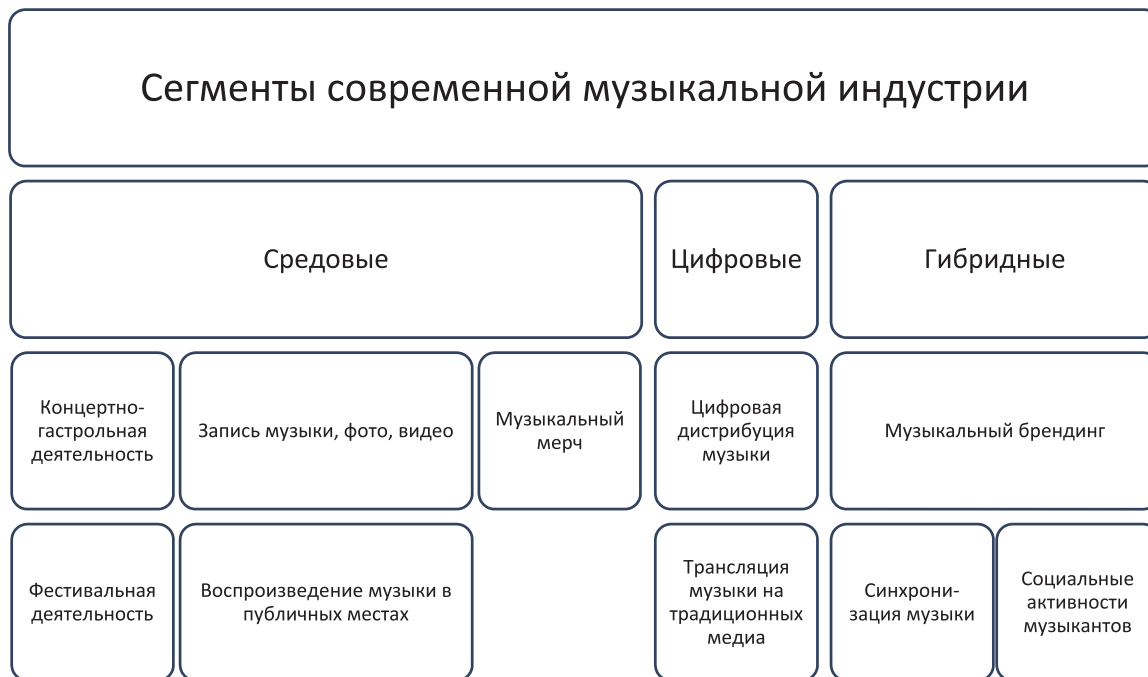 Сегменты современной музыкальной индустрии
Средовые
Цифровые
Гибридные
Концертно-
гастрольная
деятельность
Запись музыки, фото, видео
Музыкальный
мерч
Цифровая
дистрибуция
музыки
Музыкальный брендинг
Фестивальная
деятельность
Воспроизведение музыки в
публичных местах
Трансляция
музыки на
традиционных
медиа
Синхрони-
зация музыки
Социальные
активности
музыкантов